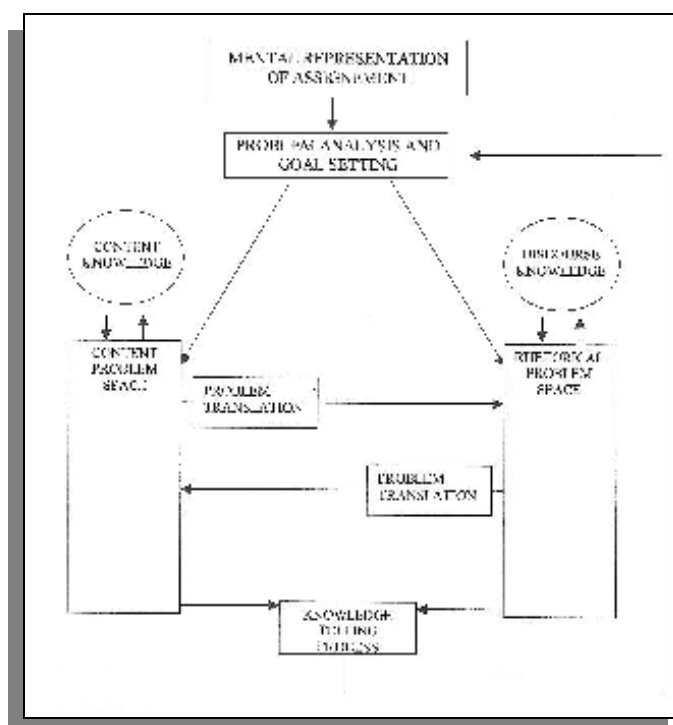 MENTAL REPRESENTATION
OF ASSIGNEMENT
PROBLEM ANALYSIS AND
GOAL SETTING
CONTENT
KNOWLEDGE
DISCOURSE
KNOWLEDGE
CONTENT
PROBLEM
SPACE
RHETORICAL
PROBLEM
SPACE
PROBLEM
TRANSLATION
PROBLEM
TRANSLATION
KNOWLEDGE
TELLING
PROCESS